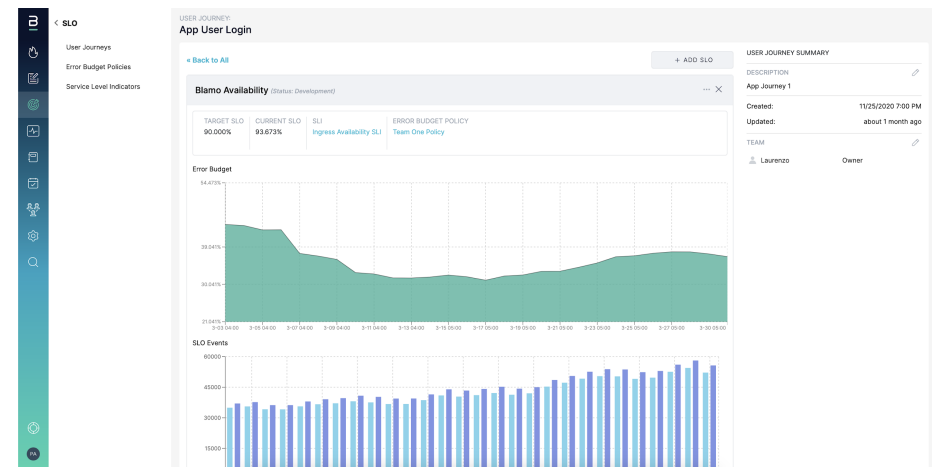 B
< SLO
User Journeys
Error Budget Policies
Service Level Indicators
PA
USER JOURNEY:
App User Login
« Back to All
+ ADD SLO
Blamo Availability (Status: Development)
TARGET SLO
90.000%
CURRENT SLO
93.673%
SLI
Ingress Availability SLI
ERROR BUDGET POLICY
Team One Policy
Error Budget
54.475%
39.041%
30.041%
21.041%
3-03 04:00 3-05 04:00 3-07 04:00 3-09 04:00 3-11 04:00 3-13 04:00 3-15 05:00 3-17 05:00 3-19 05:00 3-21 05:00 3-23 05:00 3-25 05:00 3-27 05:00 3-30 05:00
SLO Events
60000
45000
30000
15000
USER JOURNEY SUMMARY
DESCRIPTION
App Journey 1
Created: 11/25/2020 7:00 PM
Updated: about 1 month ago
TEAM
Laurenzo Owner